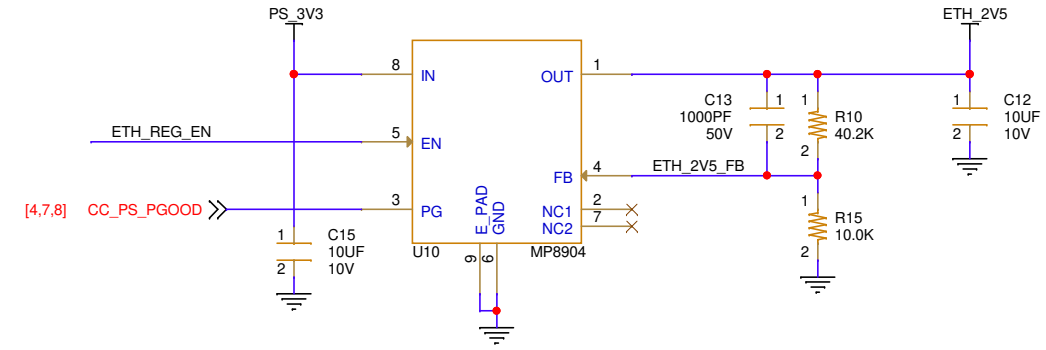 PS_3V3
ETH_2V5
8
IN
OUT
1
C13
1000PF
50V
1
2
1
R10
40.2K
2
1
2
C12
10UF
10V
ETH_REG_EN
5
EN
FB
4
ETH_2V5_FB
[4,7,8] CC_PS_PGOOD
3
PG
E_PAD
GND
NC1
2
NC2
7
1
R15
10.0K
2
1
2
C15
10UF
10V
U10
MP8904
9
6